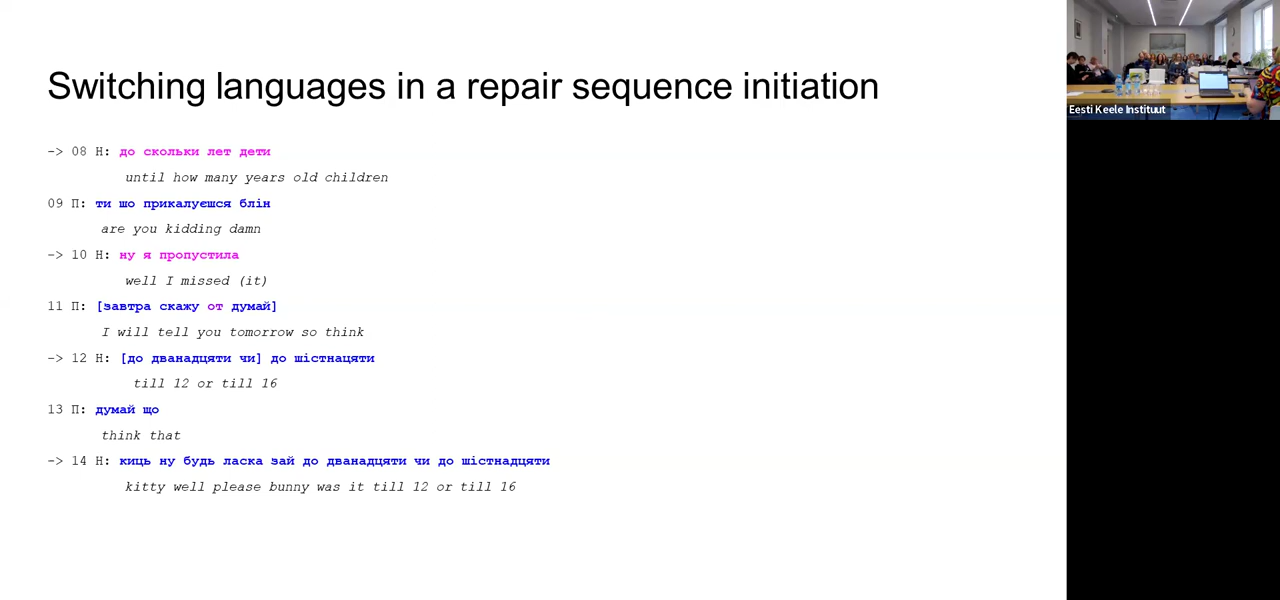 Switching languages in a repair sequence initiation
Eesti Keele Instituut
-> 08 Н: до скольки лет дети
until how many years old children
09 П: ти шо прикалуєшся блін
are you kidding damn
-> 10 Н: ну я пропустила
well I missed (it)
11 П: [завтра скажу от думай]
I will tell you tomorrow so think
-> 12 Н: [до дванадцяти чи] до шістнацяти
till 12 or till 16
13 П: думай що
think that
-> 14 Н: киць ну будь ласка зай до дванадцяти чи до шістнадцяти
kitty well please bunny was it till 12 or till 16